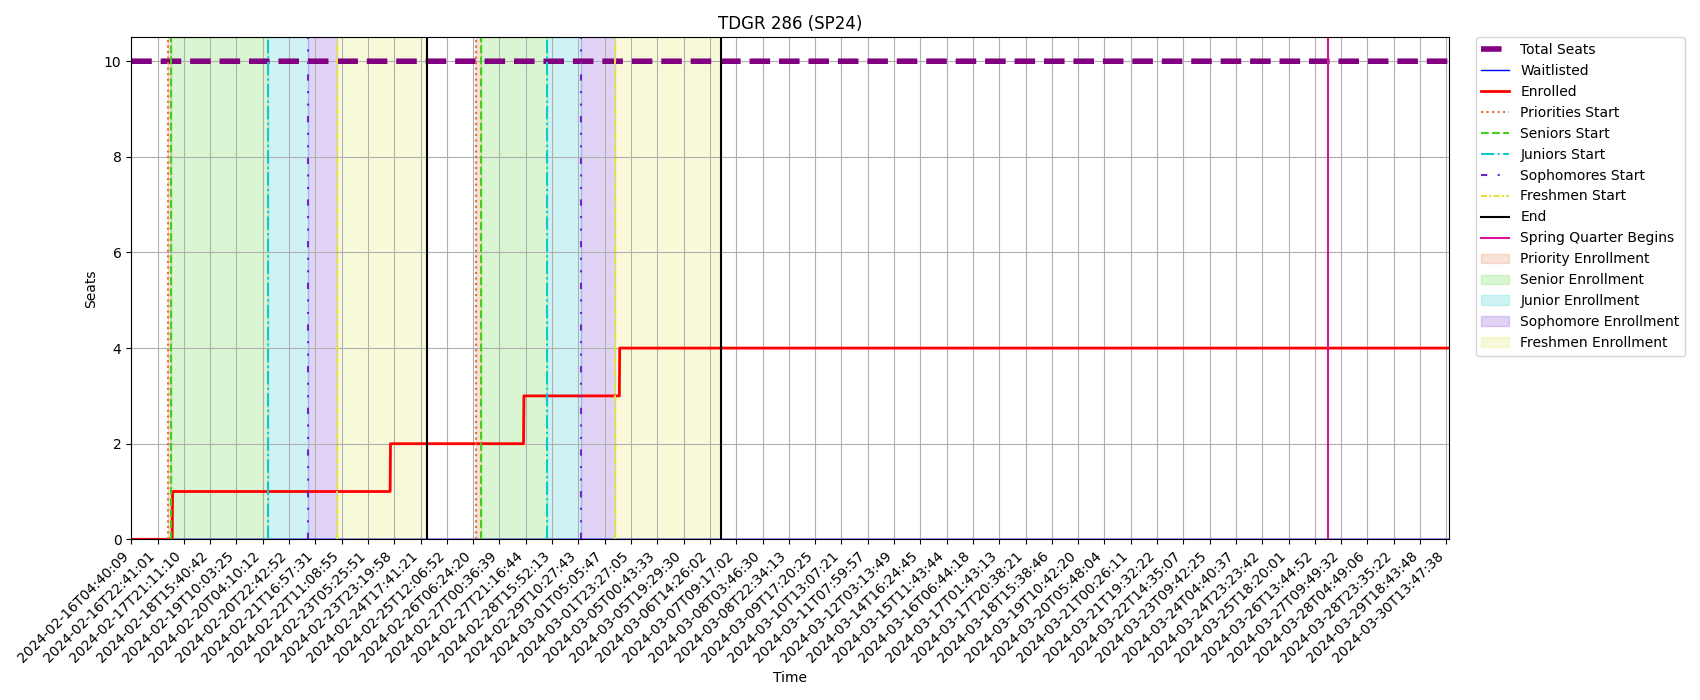 TDGR 286 (SP24)
Total Seats
Waitlisted
Enrolled
Priorities Start
Seniors Start
Juniors Start
Sophomores Start
Freshmen Start
End
Spring Quarter Begins
Priority Enrollment
Senior Enrollment
Junior Enrollment
Sophomore Enrollment
Freshmen Enrollment
Seats
10
8
6
4
2
0
2024-02-16T04:40:09
2024-02-16T22:41:01
2024-02-17T21:11:10
2024-02-18T15:40:42
2024-02-19T10:03:25
2024-02-20T04:10:12
2024-02-20T22:42:52
2024-02-21T16:57:31
2024-02-22T11:08:55
2024-02-23T05:25:51
2024-02-23T23:19:58
2024-02-24T17:41:21
2024-02-25T12:06:52
2024-02-26T06:24:20
2024-02-27T00:36:39
2024-02-27T21:16:44
2024-02-28T15:52:13
2024-02-29T10:27:43
2024-03-01T05:05:47
2024-03-01T23:27:05
2024-03-05T00:43:33
2024-03-05T19:29:30
2024-03-06T14:26:02
2024-03-07T09:17:02
2024-03-08T03:46:30
2024-03-08T22:34:13
2024-03-09T17:20:25
2024-03-10T13:07:21
2024-03-11T07:59:57
2024-03-12T03:13:49
2024-03-14T16:24:45
2024-03-15T11:43:44
2024-03-16T06:44:18
2024-03-17T01:43:13
2024-03-17T20:38:21
2024-03-18T15:38:46
2024-03-19T10:42:20
2024-03-20T05:48:04
2024-03-21T00:26:11
2024-03-21T19:32:22
2024-03-22T14:35:07
2024-03-23T09:42:25
2024-03-24T04:40:37
2024-03-24T23:23:42
2024-03-25T18:20:01
2024-03-26T13:44:52
2024-03-27T09:49:32
2024-03-28T04:49:06
2024-03-28T23:35:22
2024-03-29T18:43:48
2024-03-30T13:47:38
Time